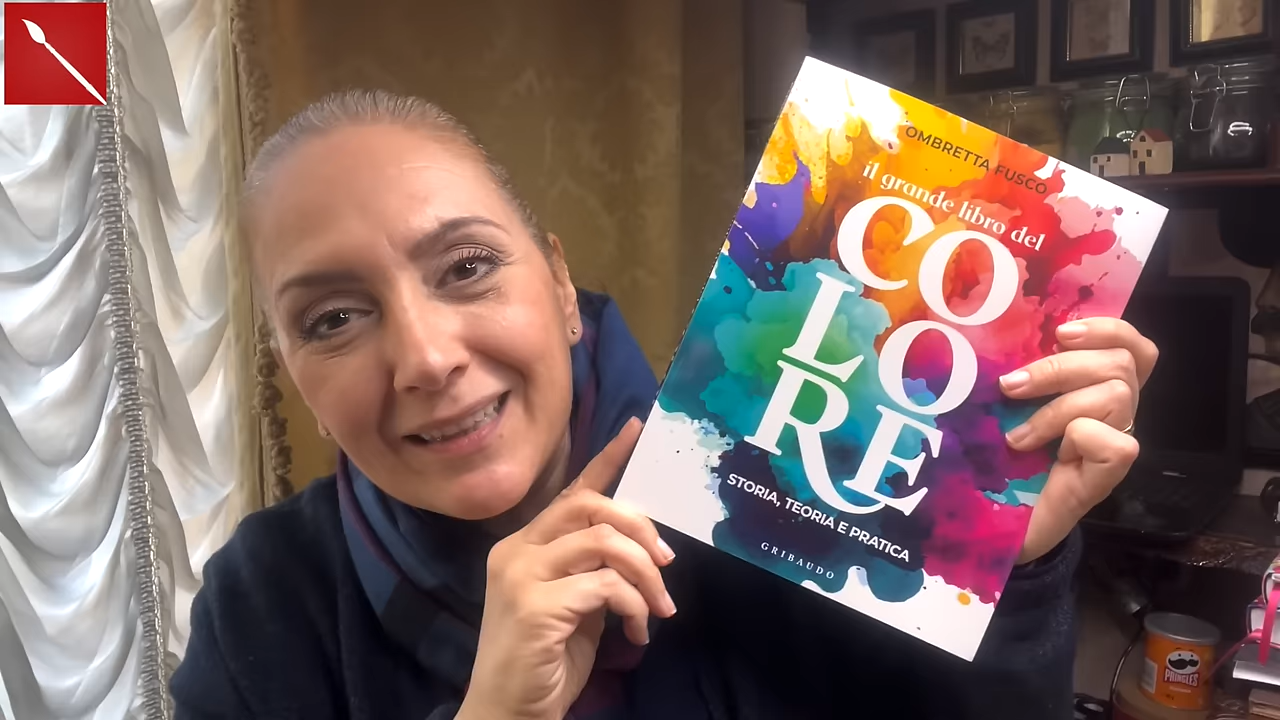 OMBRETTA FUSCO
il grande libro del
CO
LO
RE
STORIA, TEORIA E PRATICA
GRIBAUDO
PRINGLES